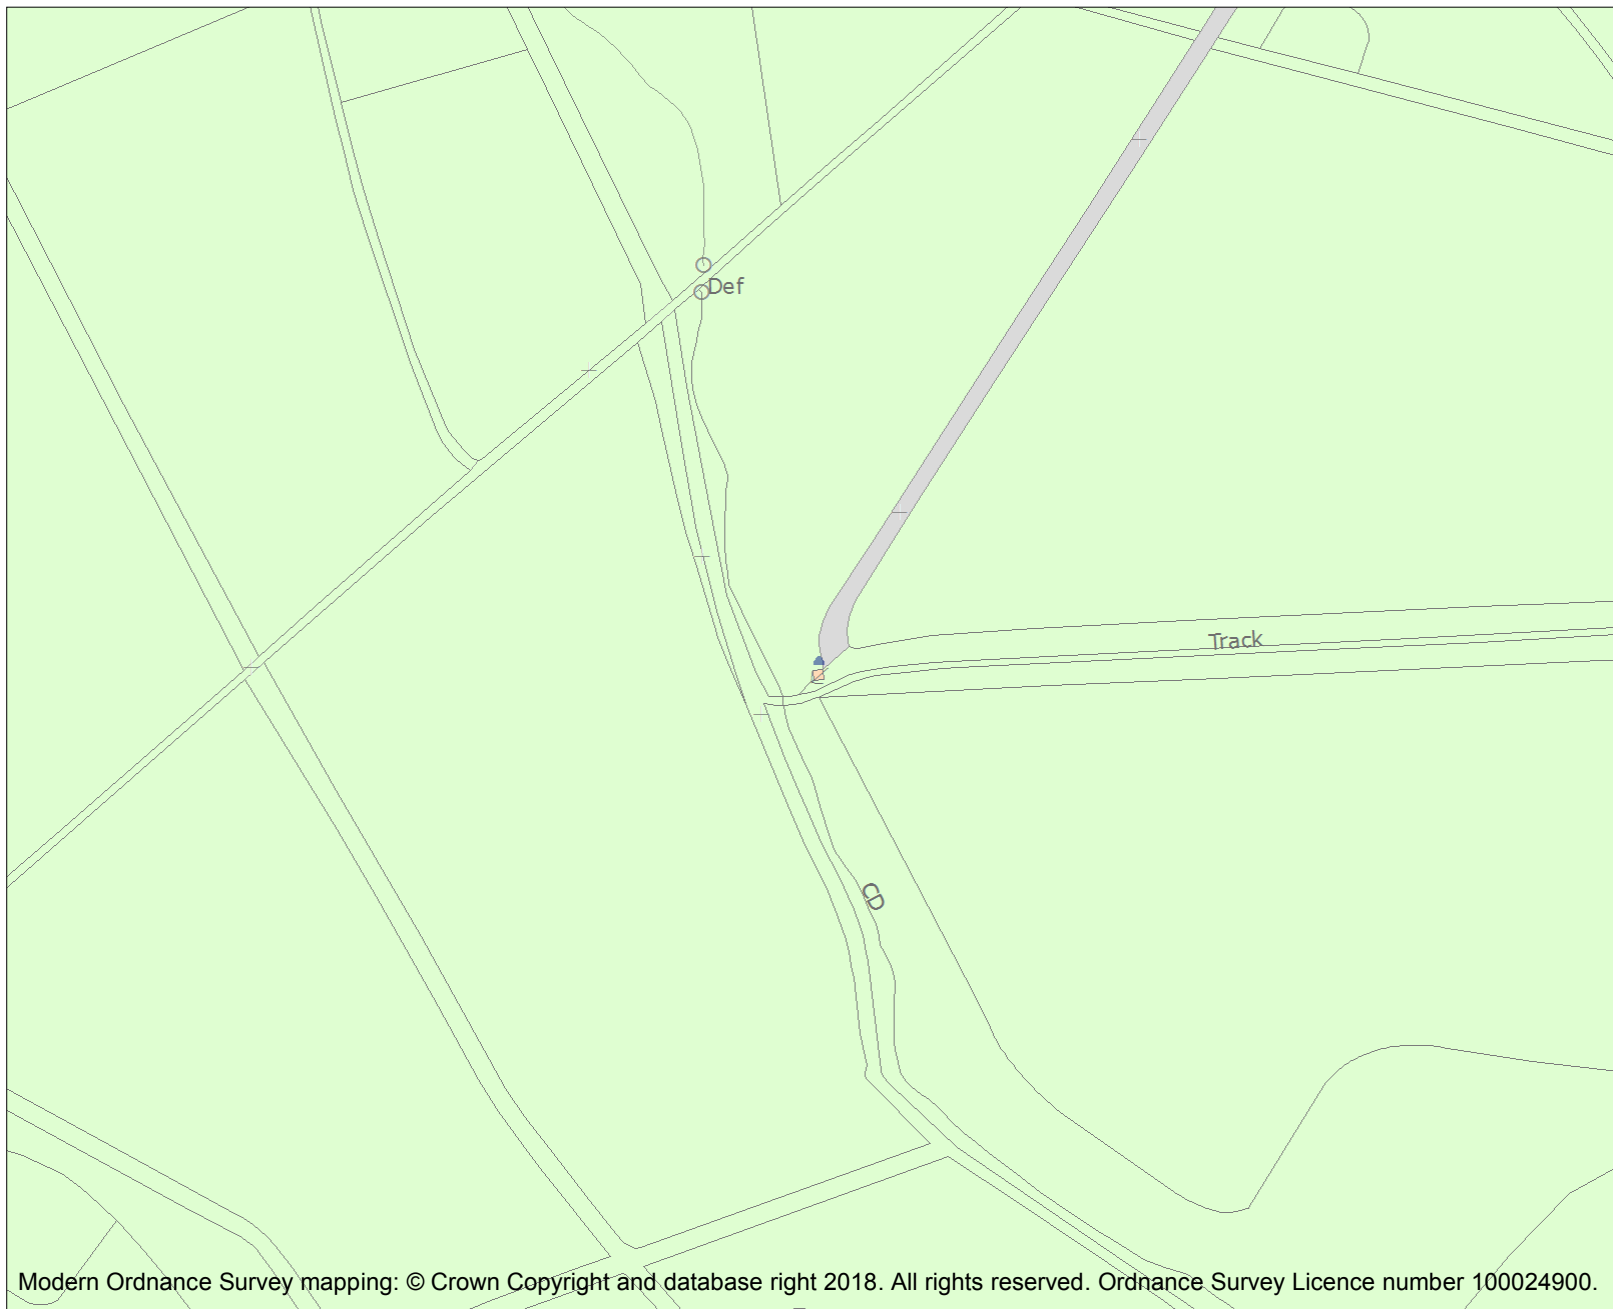 Def
Track
CD
Modern Ordnance Survey mapping: © Crown Copyright and database right 2018. All rights reserved. Ordnance Survey Licence number 100024900.